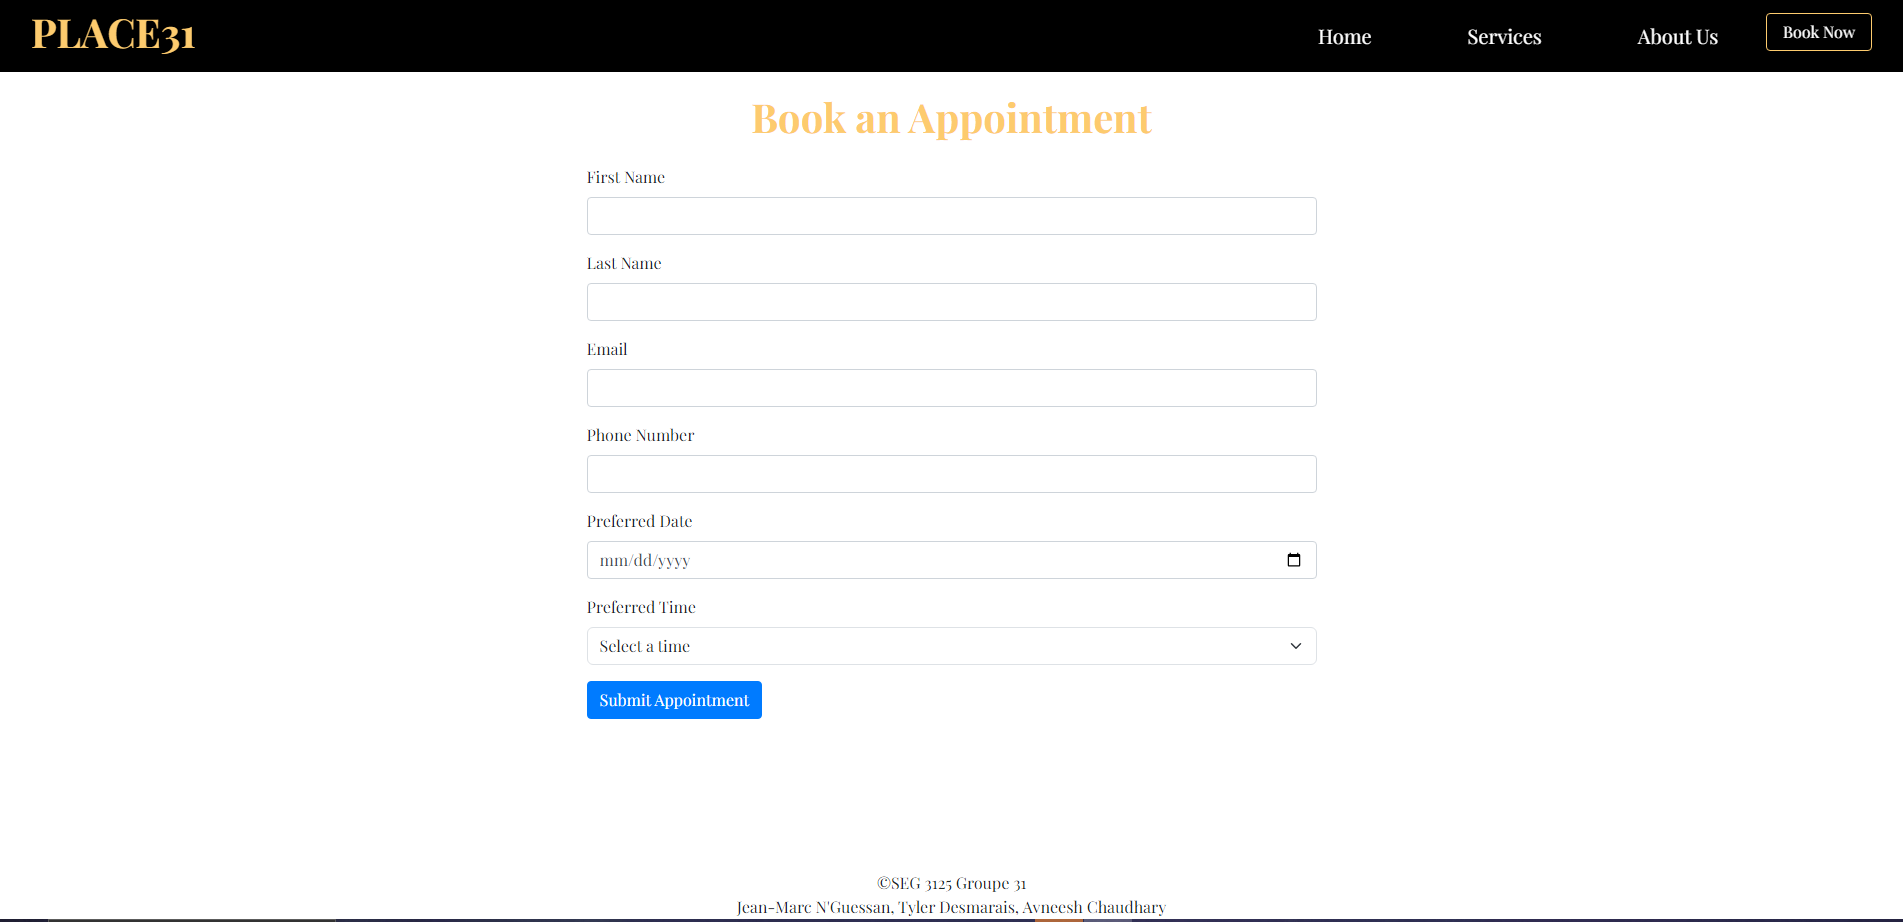 PLACE31
Home
Services
About Us
Book Now
Book an Appointment
First Name
Last Name
Email
Phone Number
Preferred Date
mm/dd/yyyy
Preferred Time
Select a time
Submit Appointment
©SEG 3125 Groupe 31
Jean-Marc N'Guessan, Tyler Desmarais, Avneesh Chaudhary